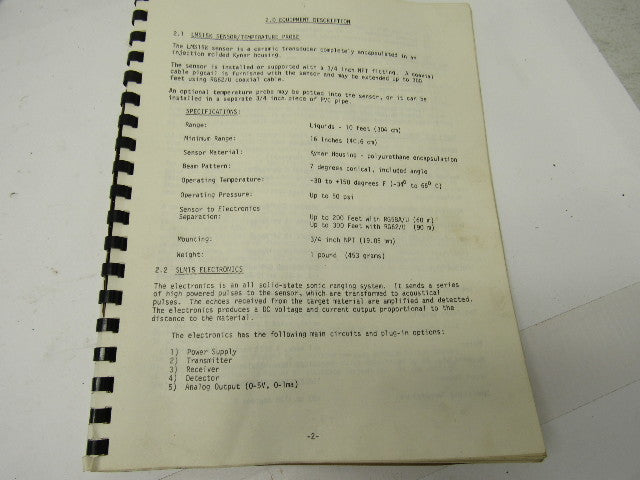 2.0 EQUIPMENT DESCRIPTION
2.1 LMS15K SENSOR/TEMPERATURE PROBE
The LMS15K sensor is a ceramic transducer completely encapsulated in an
injection molded Kynar housing.
The sensor is installed or supported with a 3/4 inch NPT fitting. A coaxial
cable pigtail is furnished with the sensor and may be extended up to 300
feet using RG62/U coaxial cable.
An optional temperature probe may be potted into the sensor, or it can be
installed in a separate 3/4 inch piece of PVC pipe.
SPECIFICATIONS:
Range: Liquids - 10 feet (304 cm)
Minimum Range: 16 inches (40.6 cm)
Sensor Material: Kynar Housing - polyurethane encapsulation
Beam Pattern: 7 degrees conical, included angle
Operating Temperature: -30 to +150 degrees F (-34° to 66° C)
Operating Pressure: Up to 50 psi
Sensor to Electronics
Separation: Up to 200 Feet with RG58A/U (60 m)
Up to 300 Feet with RG62/U (90 m)
Mounting: 3/4 inch NPT (19.05 mm)
Weight: 1 pound (453 grams)
2.2 SLM15 ELECTRONICS
The electronics is an all solid-state sonic ranging system. It sends a series
of high powered pulses to the sensor, which are transformed to acoustical
pulses. The echoes received from the target material are amplified and detected.
The electronics produces a DC voltage and current output proportional to the
distance to the material.
The electronics has the following main circuits and plug-in options:
1) Power Supply
2) Transmitter
3) Receiver
4) Detector
5) Analog Output (0-5V, 0-1ma)
-2-